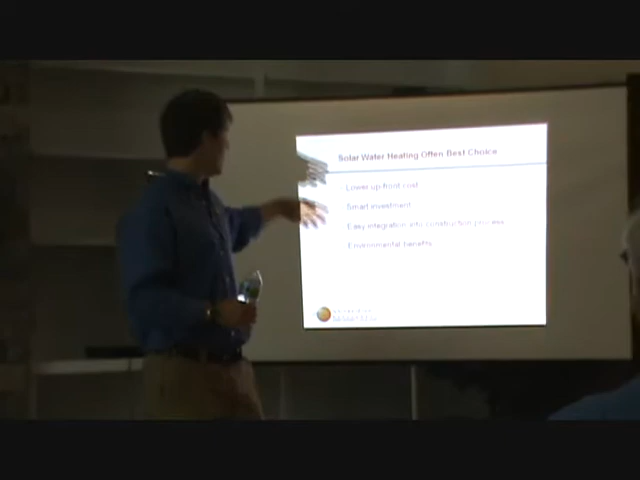 Solar Water Heating Often Best Choice
Lower up front cost
Smart investment
Easy integration into construction process
Environmental benefits